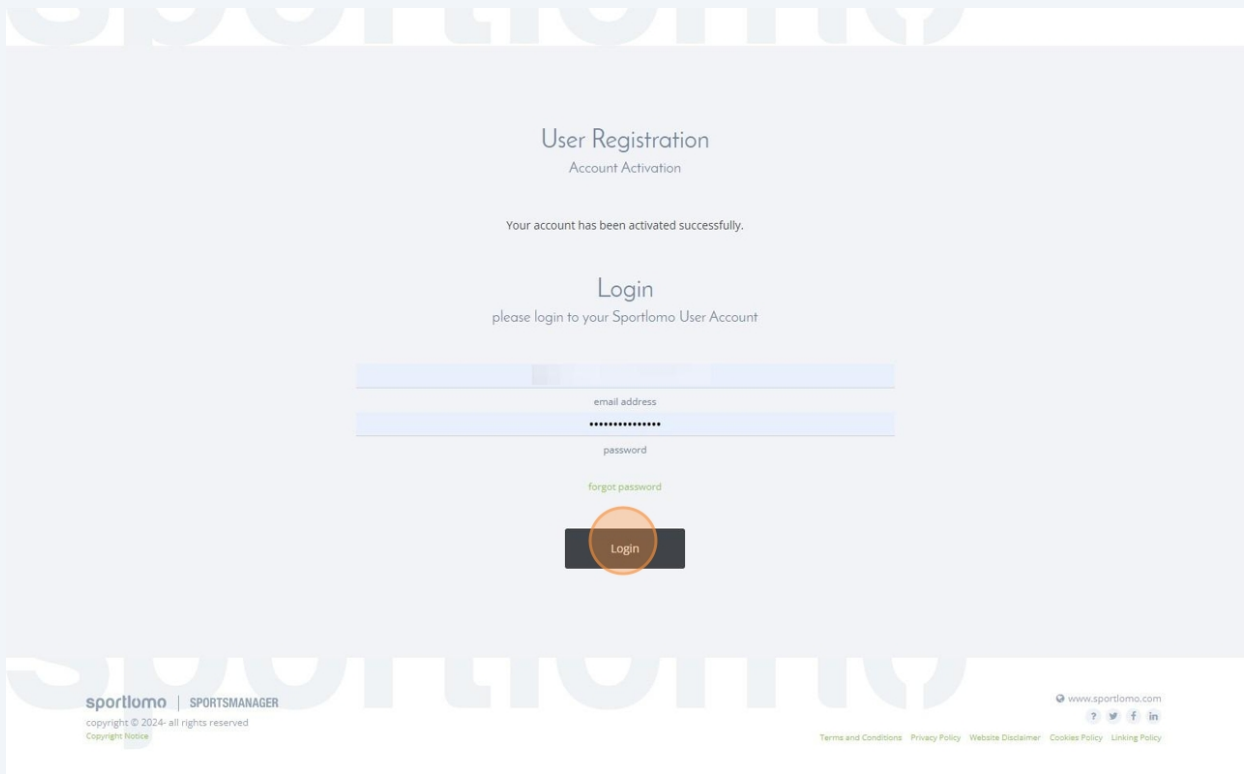 sportlomo
User Registration
Account Activation
Your account has been activated successfully.
Login
please login to your Sportlomo User Account
email address
•••••••••••••••
password
forgot password
Login
sportlomo
sportlomo | SPORTSMANAGER
copyright © 2024- all rights reserved
Copyright Notice
www.sportlomo.com
?
Terms and Conditions Privacy Policy Website Disclaimer Cookies Policy Linking Policy